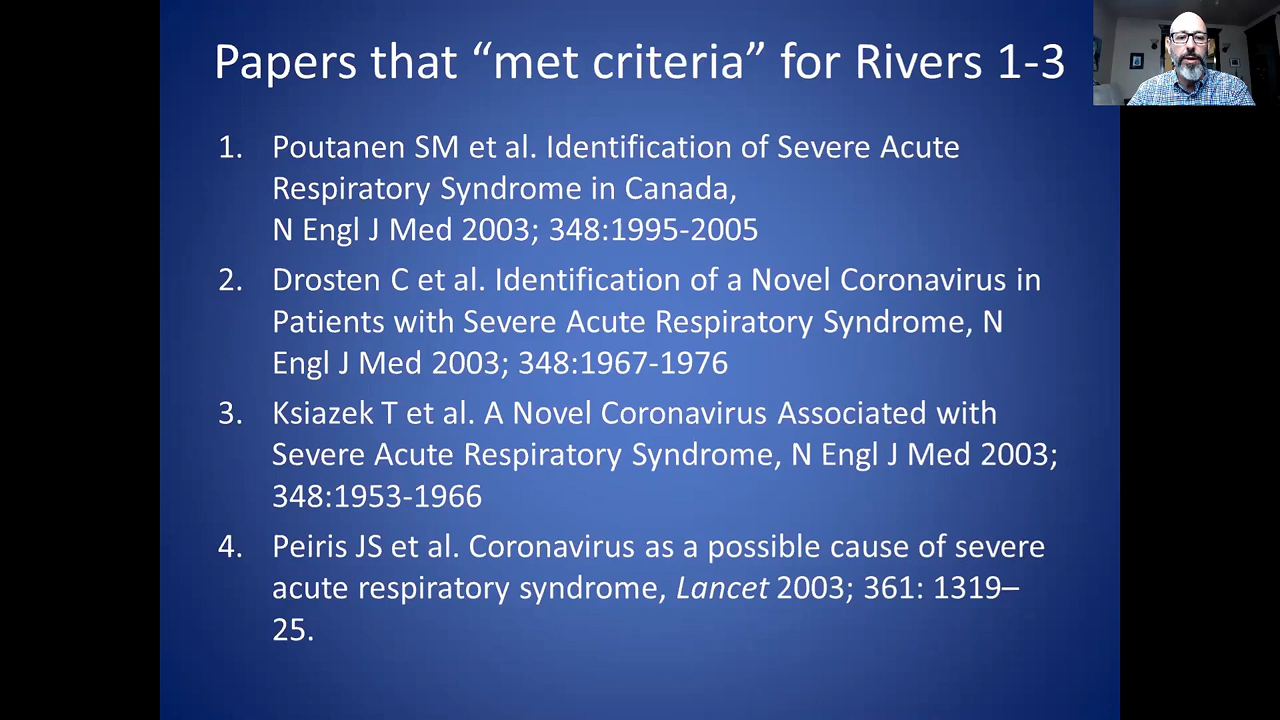 Papers that “met criteria” for Rivers 1-3
1. Poutanen SM et al. Identification of Severe Acute
Respiratory Syndrome in Canada,
N Engl J Med 2003; 348:1995-2005
2. Drosten C et al. Identification of a Novel Coronavirus in
Patients with Severe Acute Respiratory Syndrome, N
Engl J Med 2003; 348:1967-1976
3. Ksiazek T et al. A Novel Coronavirus Associated with
Severe Acute Respiratory Syndrome, N Engl J Med 2003;
348:1953-1966
4. Peiris JS et al. Coronavirus as a possible cause of severe
acute respiratory syndrome, Lancet 2003; 361: 1319–
25.